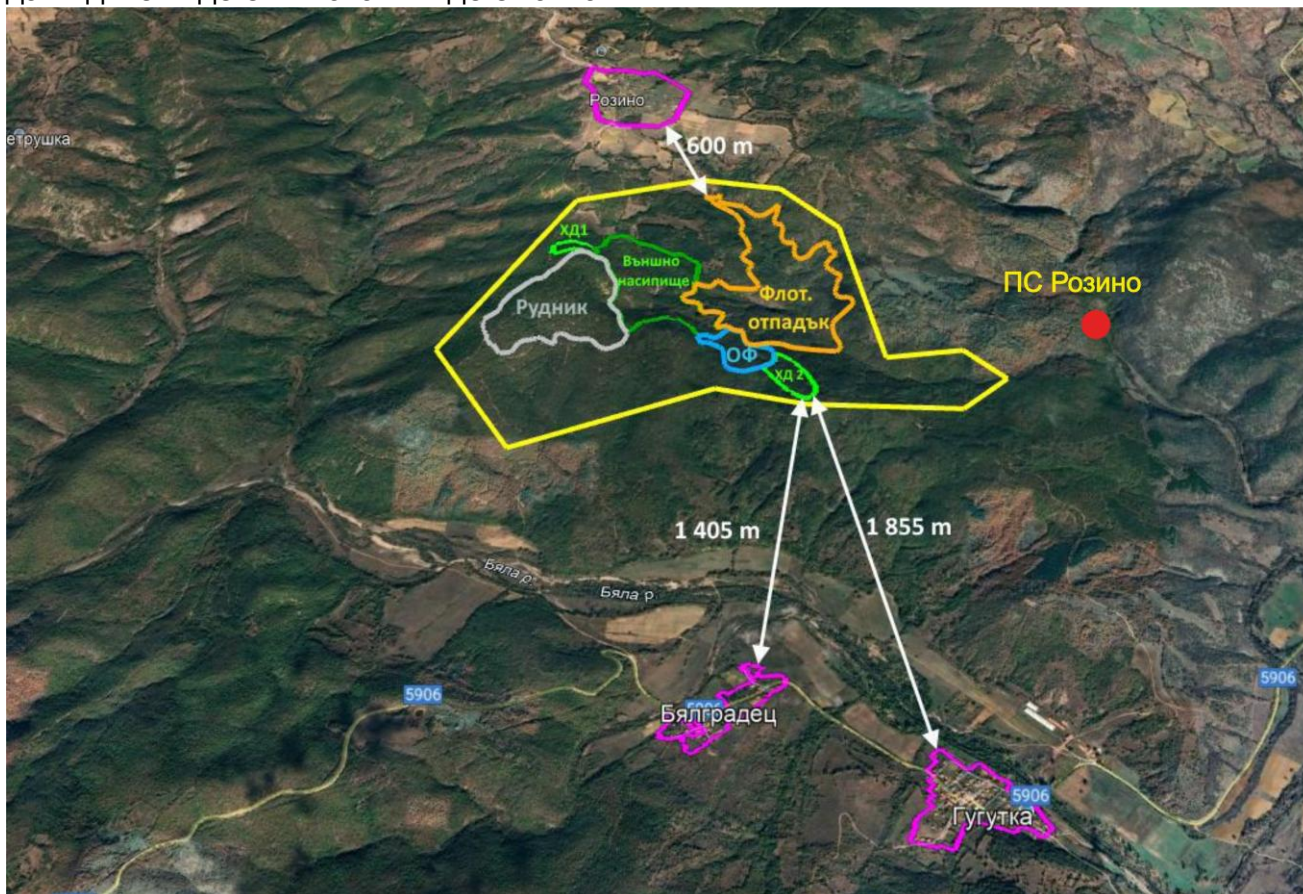 Розино
етрушка
600 m
ХД1
Външно
насипище
Рудник
Флот.
отпадък
ОФ
ХД 2
ПС Розино
1 405 m
1 855 m
Бяла р.
Бяла р.
5906
5906
5906
Бялградец
5906
Гугутка